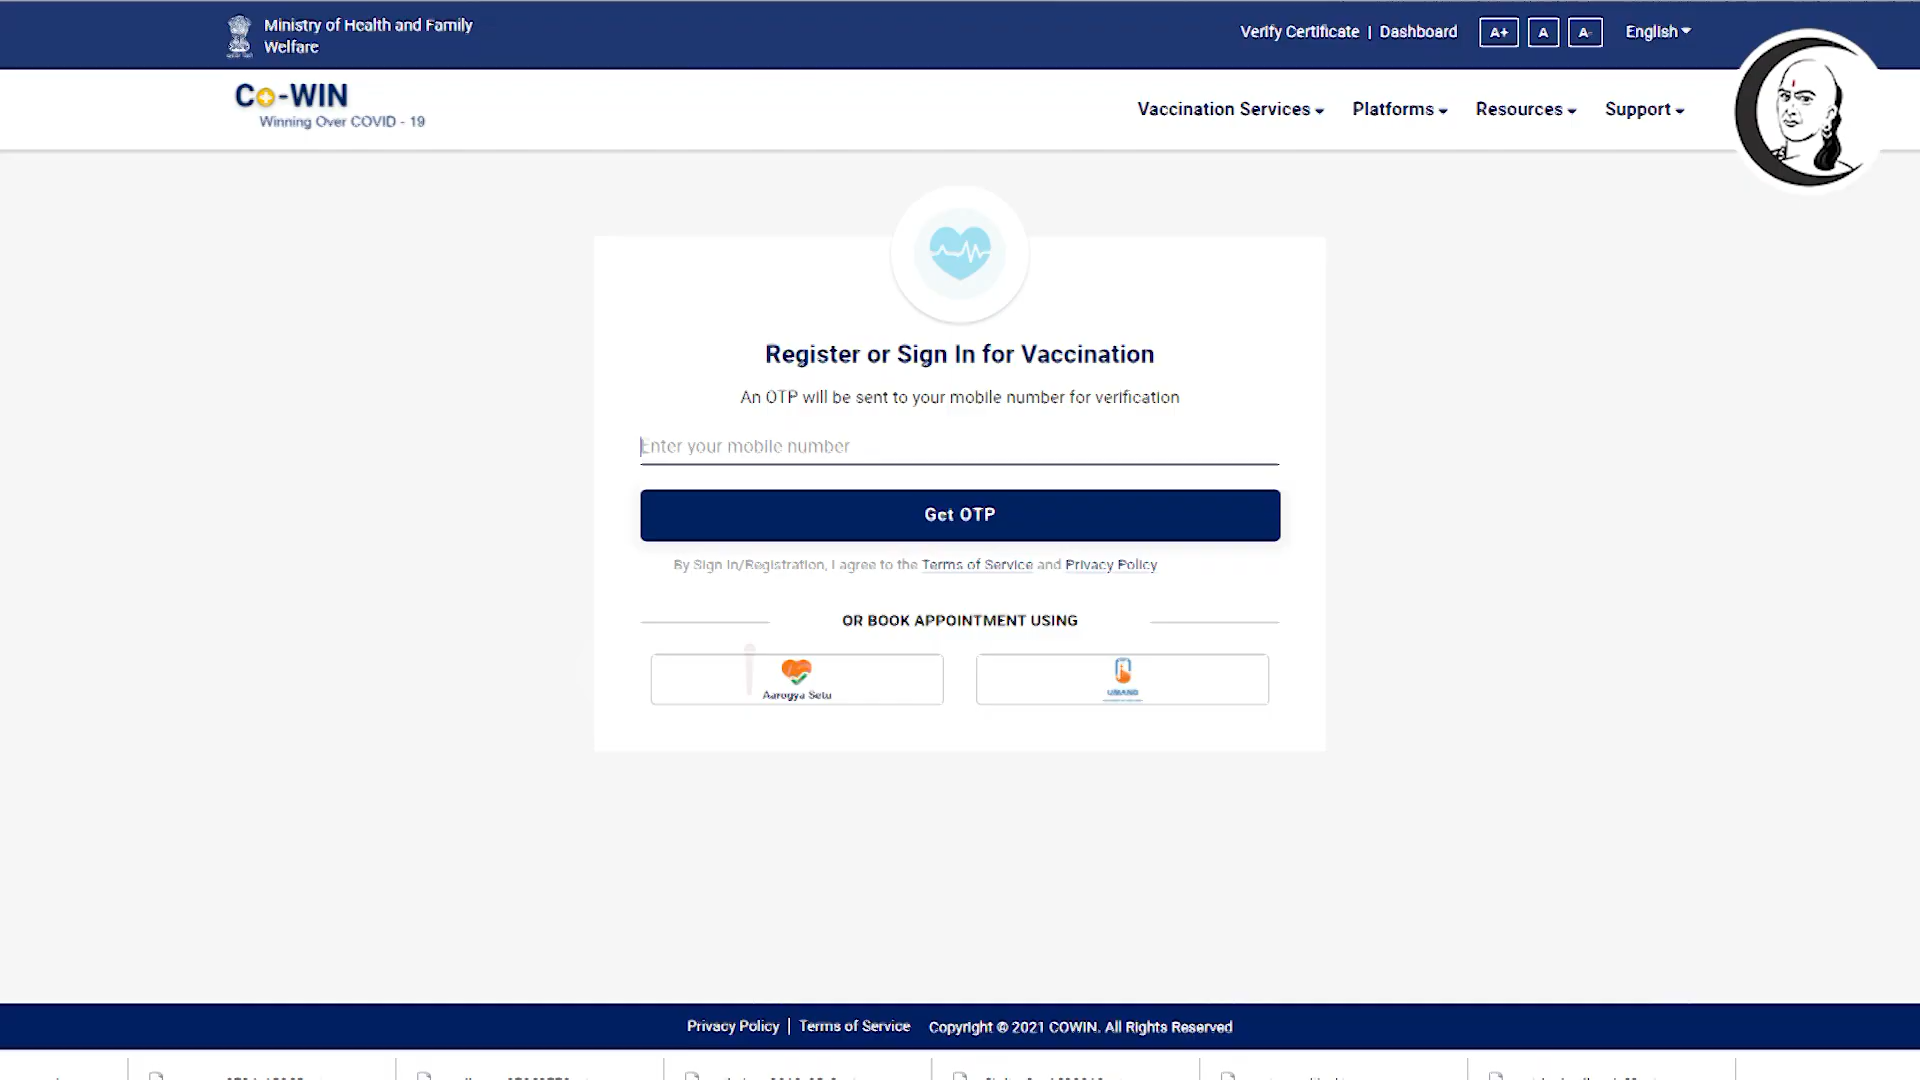 Ministry of Health and Family
Welfare
Verify Certificate | Dashboard
A+ A A-
English
Co-WIN
Winning Over COVID - 19
Vaccination Services
Platforms
Resources
Support
Register or Sign In for Vaccination
An OTP will be sent to your mobile number for verification
Enter your mobile number
Get OTP
By Sign In/Registration, I agree to the Terms of Service and Privacy Policy
OR BOOK APPOINTMENT USING
Aarogya Setu
UMANG
Privacy Policy | Terms of Service Copyright © 2021 COWIN. All Rights Reserved